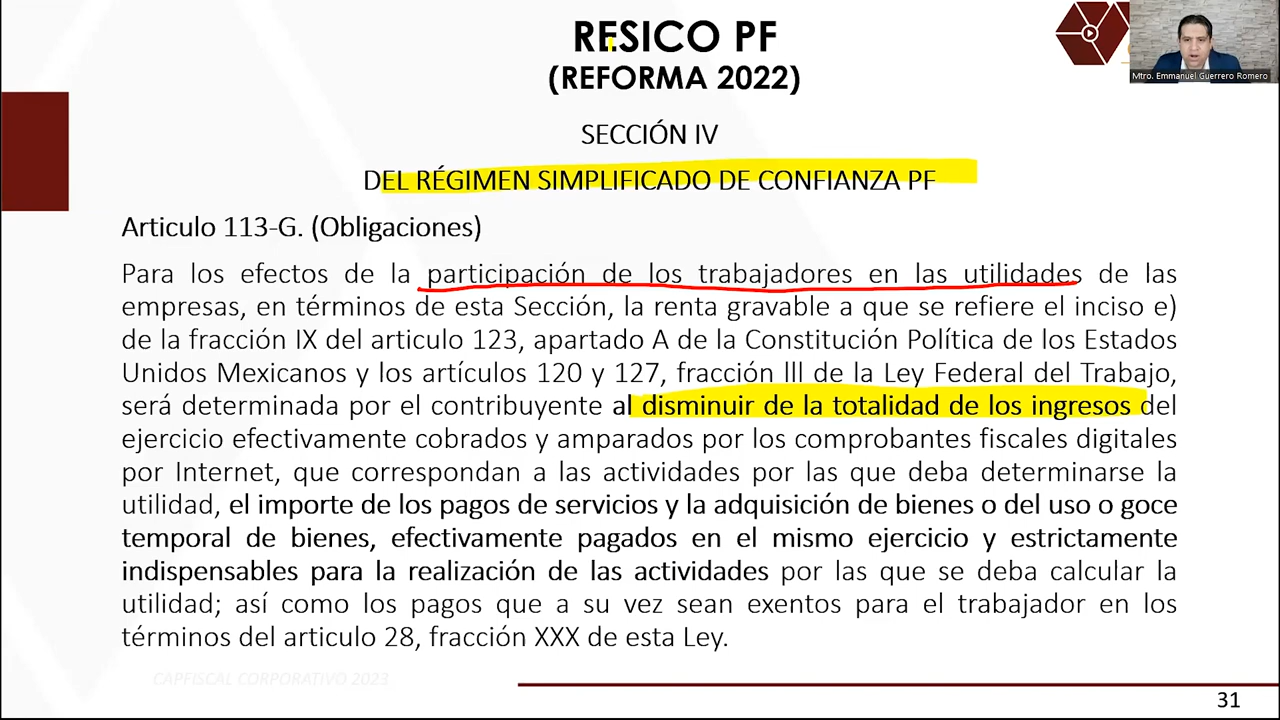 RESICO PF
(REFORMA 2022)
Mtro. Emmanuel Guerrero Romero
SECCIÓN IV
DEL RÉGIMEN SIMPLIFICADO DE CONFIANZA PF
Articulo 113-G. (Obligaciones)
Para los efectos de la participación de los trabajadores en las utilidades de las
empresas, en términos de esta Sección, la renta gravable a que se refiere el inciso e)
de la fracción IX del articulo 123, apartado A de la Constitución Política de los Estados
Unidos Mexicanos y los artículos 120 y 127, fracción lll de la Ley Federal del Trabajo,
será determinada por el contribuyente al disminuir de la totalidad de los ingresos del
ejercicio efectivamente cobrados y amparados por los comprobantes fiscales digitales
por Internet, que correspondan a las actividades por las que deba determinarse la
utilidad, el importe de los pagos de servicios y la adquisición de bienes o del uso o goce
temporal de bienes, efectivamente pagados en el mismo ejercicio y estrictamente
indispensables para la realización de las actividades por las que se deba calcular la
utilidad; así como los pagos que a su vez sean exentos para el trabajador en los
términos del articulo 28, fracción XXX de esta Ley.
CAPFISCAL CORPORATIVO 2023
31